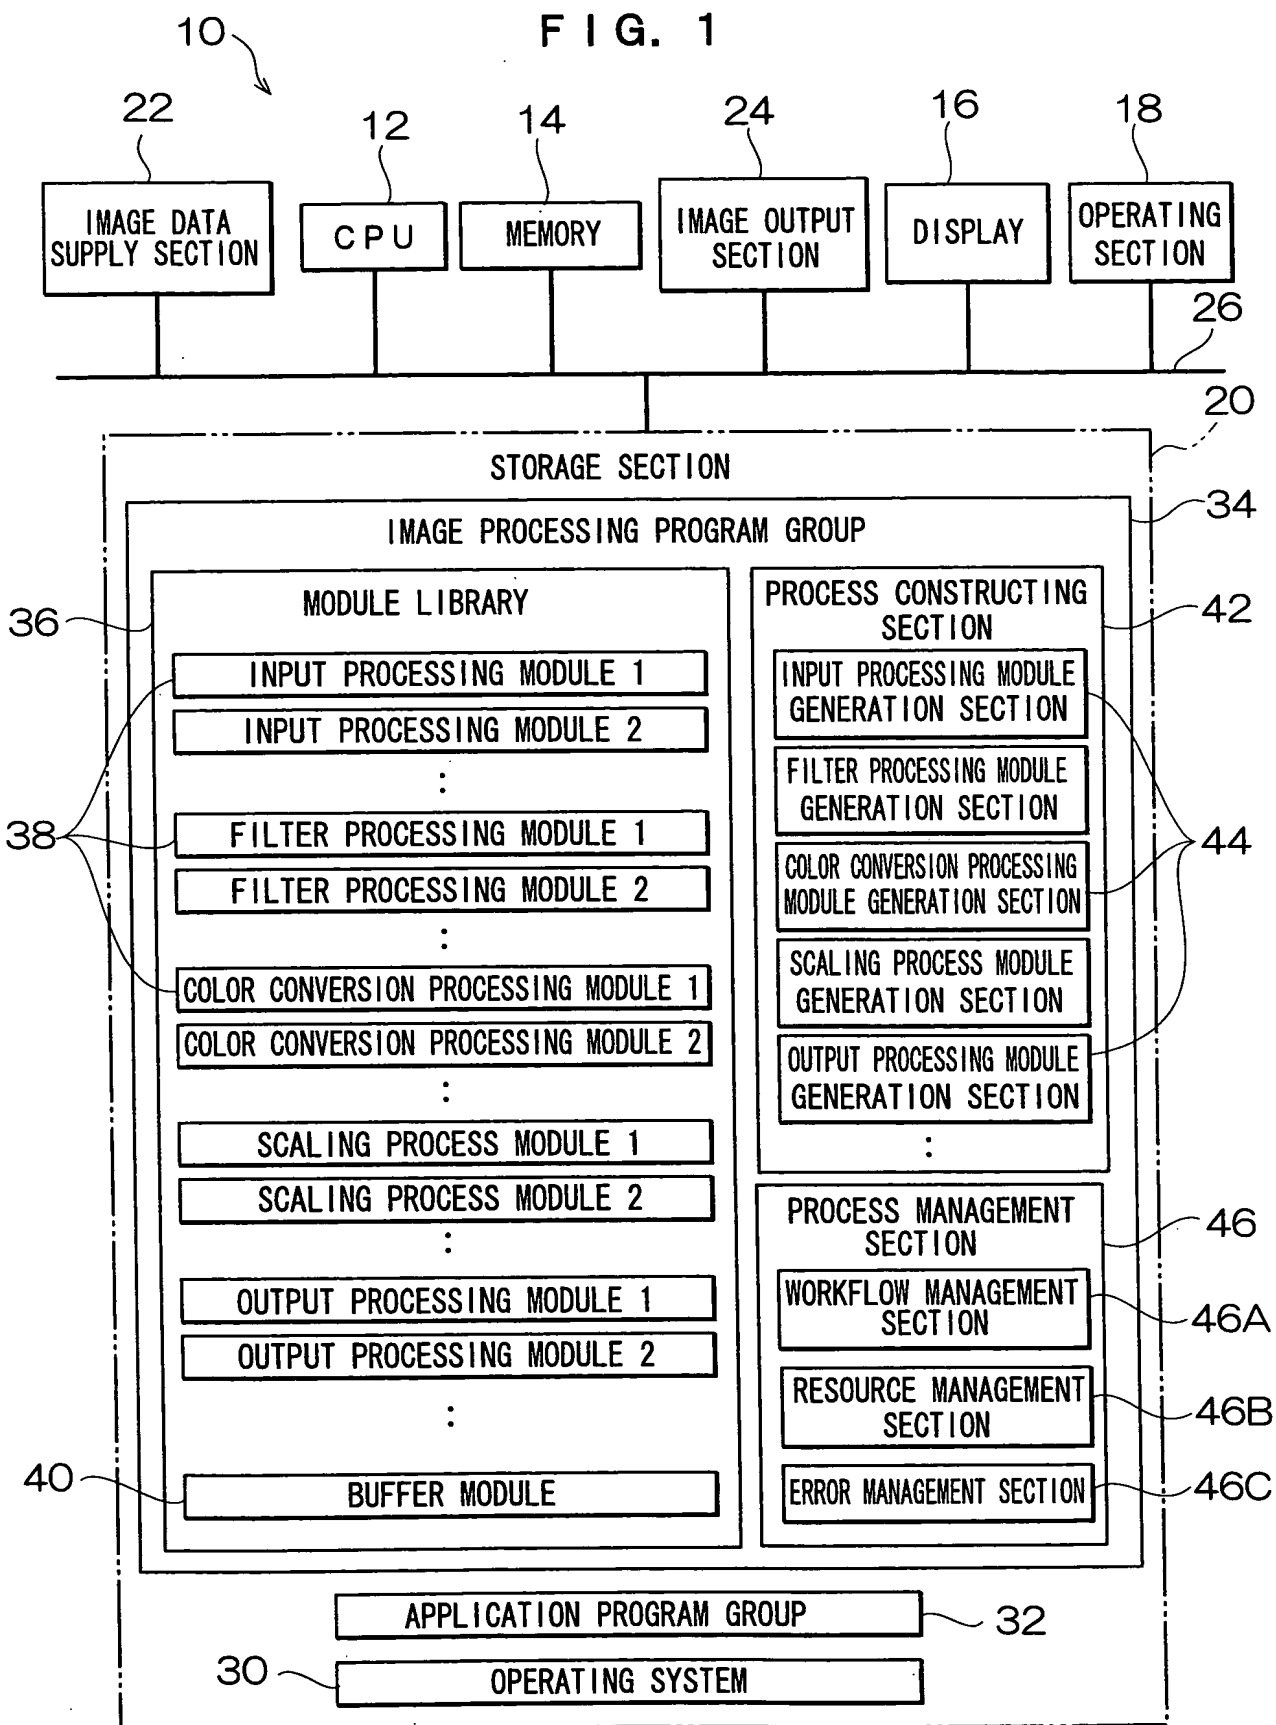 FIG. 1
10
22
12
14
24
16
18
IMAGE DATA
SUPPLY SECTION
CPU
MEMORY
IMAGE OUTPUT
SECTION
DISPLAY
OPERATING
SECTION
26
20
STORAGE SECTION
34
IMAGE PROCESSING PROGRAM GROUP
36
MODULE LIBRARY
INPUT PROCESSING MODULE 1
INPUT PROCESSING MODULE 2
:
38
FILTER PROCESSING MODULE 1
FILTER PROCESSING MODULE 2
:
COLOR CONVERSION PROCESSING MODULE 1
COLOR CONVERSION PROCESSING MODULE 2
:
SCALING PROCESS MODULE 1
SCALING PROCESS MODULE 2
:
OUTPUT PROCESSING MODULE 1
OUTPUT PROCESSING MODULE 2
:
40
BUFFER MODULE
PROCESS CONSTRUCTING
SECTION
42
INPUT PROCESSING MODULE
GENERATION SECTION
FILTER PROCESSING MODULE
GENERATION SECTION
44
COLOR CONVERSION PROCESSING
MODULE GENERATION SECTION
SCALING PROCESS MODULE
GENERATION SECTION
OUTPUT PROCESSING MODULE
GENERATION SECTION
:
PROCESS MANAGEMENT
SECTION
46
WORKFLOW MANAGEMENT
SECTION
46A
RESOURCE MANAGEMENT
SECTION
46B
ERROR MANAGEMENT SECTION
46C
APPLICATION PROGRAM GROUP
32
30
OPERATING SYSTEM